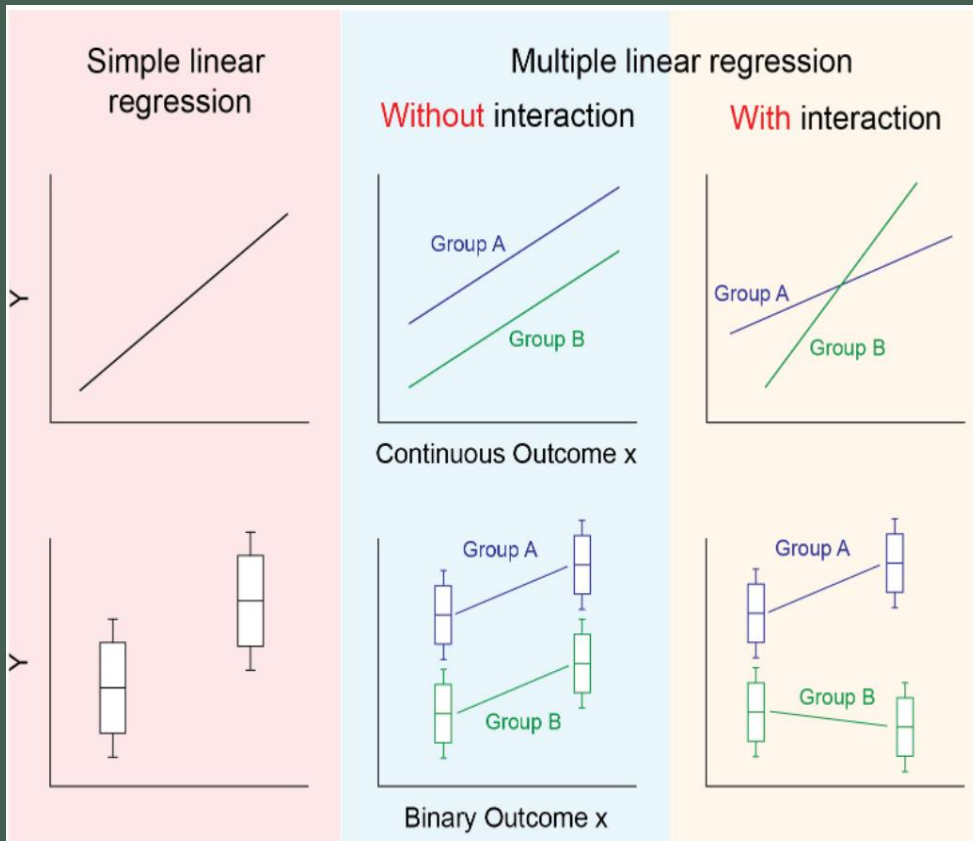 Simple linear
regression
Multiple linear regression
Without interaction
With interaction
Y
Group A
Group B
Group A
Group B
Continuous Outcome x
Y
Group A
Group B
Group A
Group B
Binary Outcome x